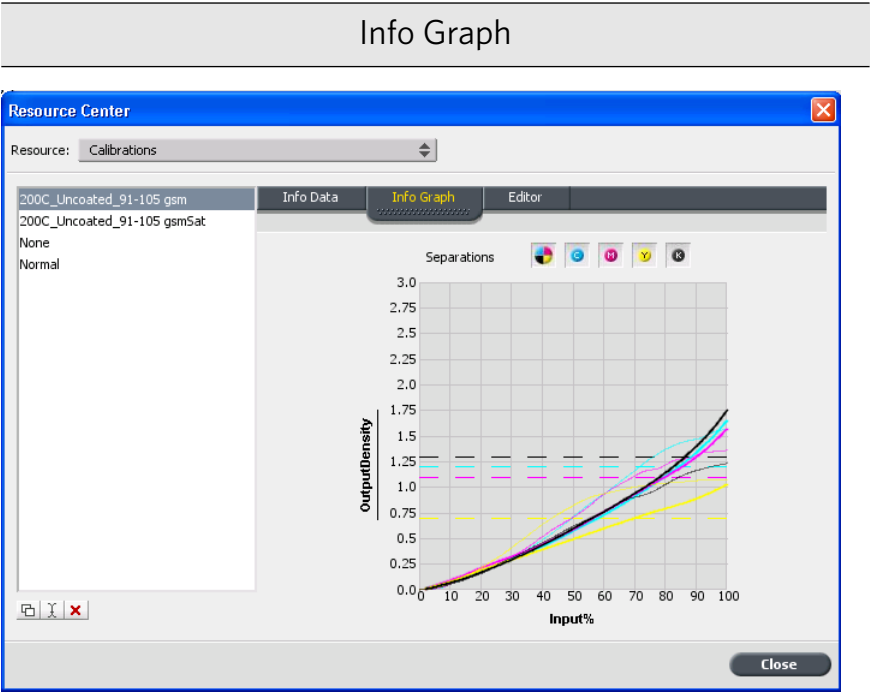 Info Graph
Resource Center
Resource: Calibrations
200C_Uncoated_91-105 gsm
200C_Uncoated_91-105 gsmSat
None
Normal
Info Data Info Graph Editor
Separations C M Y K
3.0
2.75
2.5
2.25
2.0
1.75
1.5
1.25
1.0
0.75
0.5
0.25
0.0
OutputDensity
0 10 20 30 40 50 60 70 80 90 100
Input%
Close